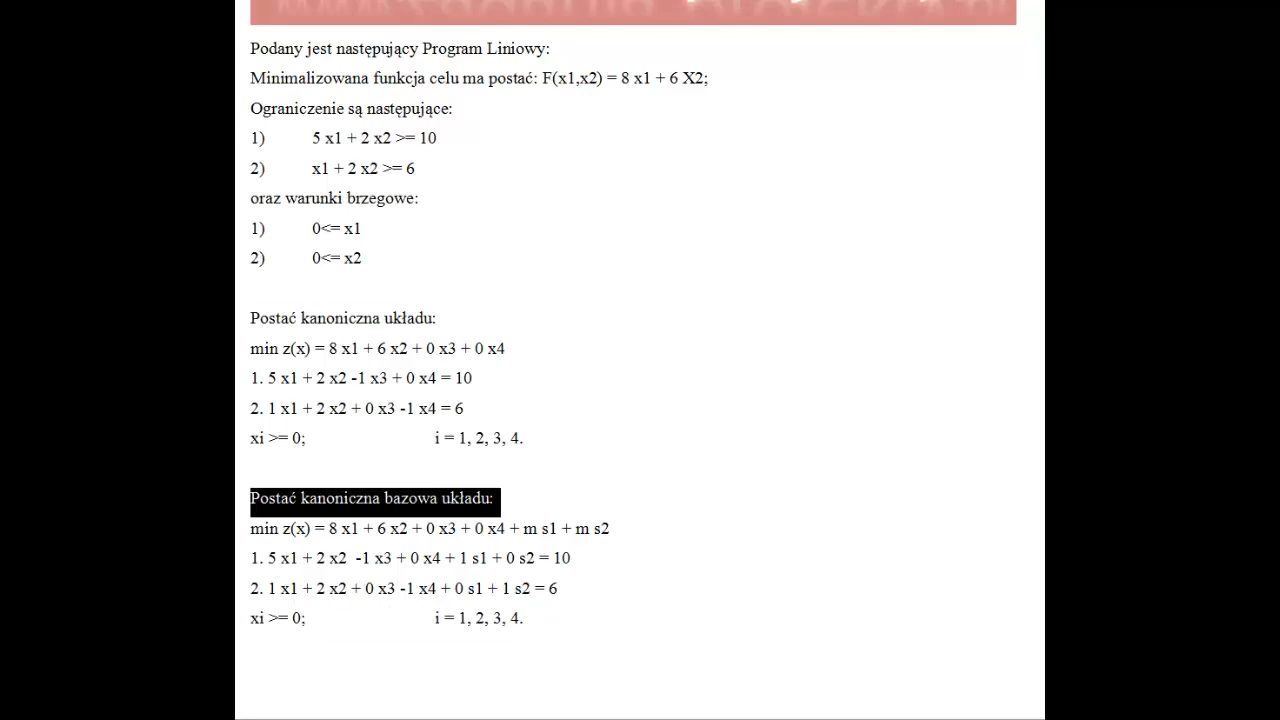 Podany jest następujący Program Liniowy:
Minimalizowana funkcja celu ma postać: F(x1,x2) = 8 x1 + 6 X2;
Ograniczenie są następujące:
1) 5 x1 + 2 x2 >= 10
2) x1 + 2 x2 >= 6
oraz warunki brzegowe:
1) 0<= x1
2) 0<= x2
Postać kanoniczna układu:
min z(x) = 8 x1 + 6 x2 + 0 x3 + 0 x4
1. 5 x1 + 2 x2 -1 x3 + 0 x4 = 10
2. 1 x1 + 2 x2 + 0 x3 -1 x4 = 6
xi >= 0; i = 1, 2, 3, 4.
Postać kanoniczna bazowa układu:
min z(x) = 8 x1 + 6 x2 + 0 x3 + 0 x4 + m s1 + m s2
1. 5 x1 + 2 x2 -1 x3 + 0 x4 + 1 s1 + 0 s2 = 10
2. 1 x1 + 2 x2 + 0 x3 -1 x4 + 0 s1 + 1 s2 = 6
xi >= 0; i = 1, 2, 3, 4.